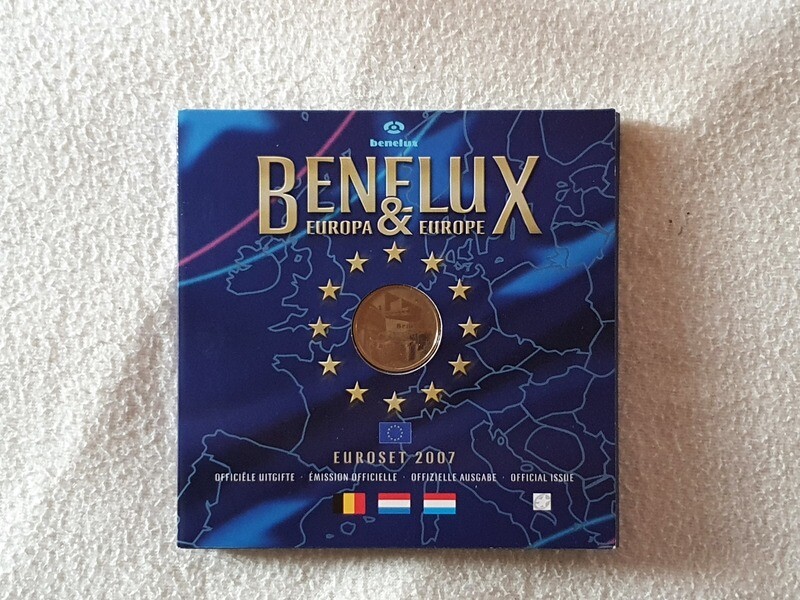 benelux
BENELUX
EUROPA & EUROPE
EUROSET 2007
OFFICIËLE UITGIFTE · ÉMISSION OFFICIELLE · OFFIZIELLE AUSGABE · OFFICIAL ISSUE